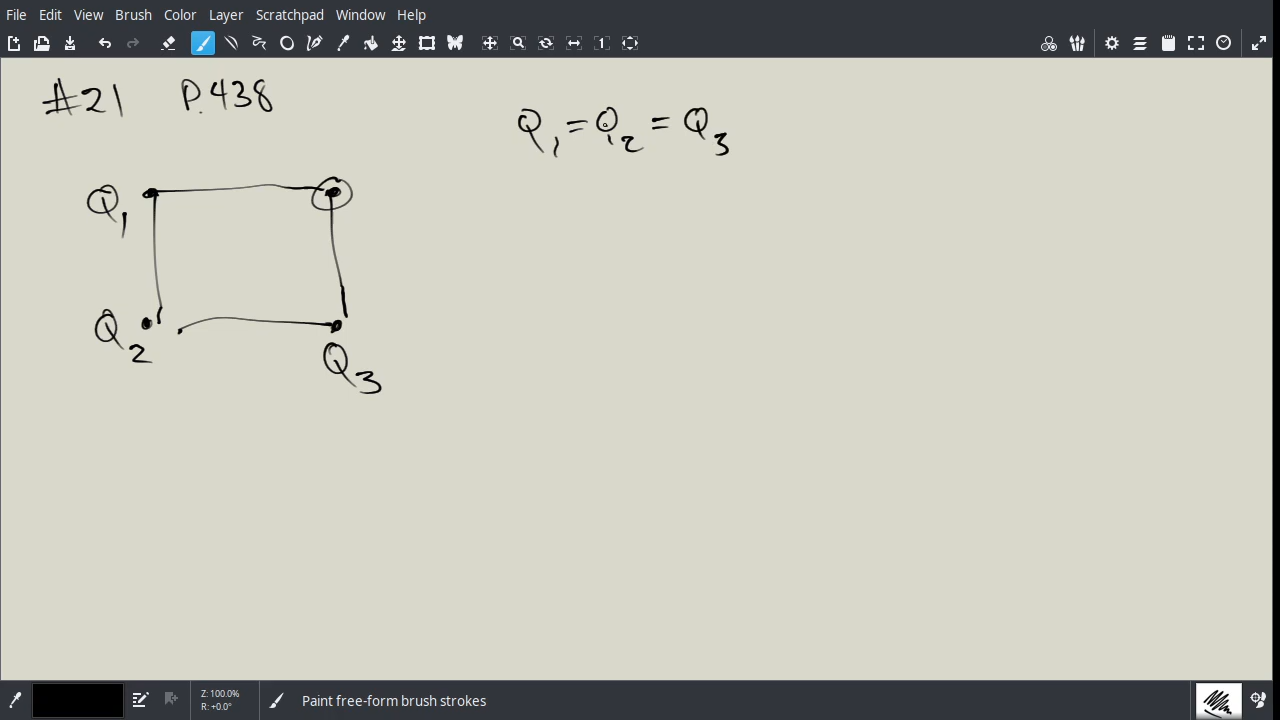 File Edit View Brush Color Layer Scratchpad Window Help
1
#21 P.438
Q1 = Q2 = Q3
Q1
Q2
Q3
Z: 100.0%
R: +0.0°
Paint free-form brush strokes